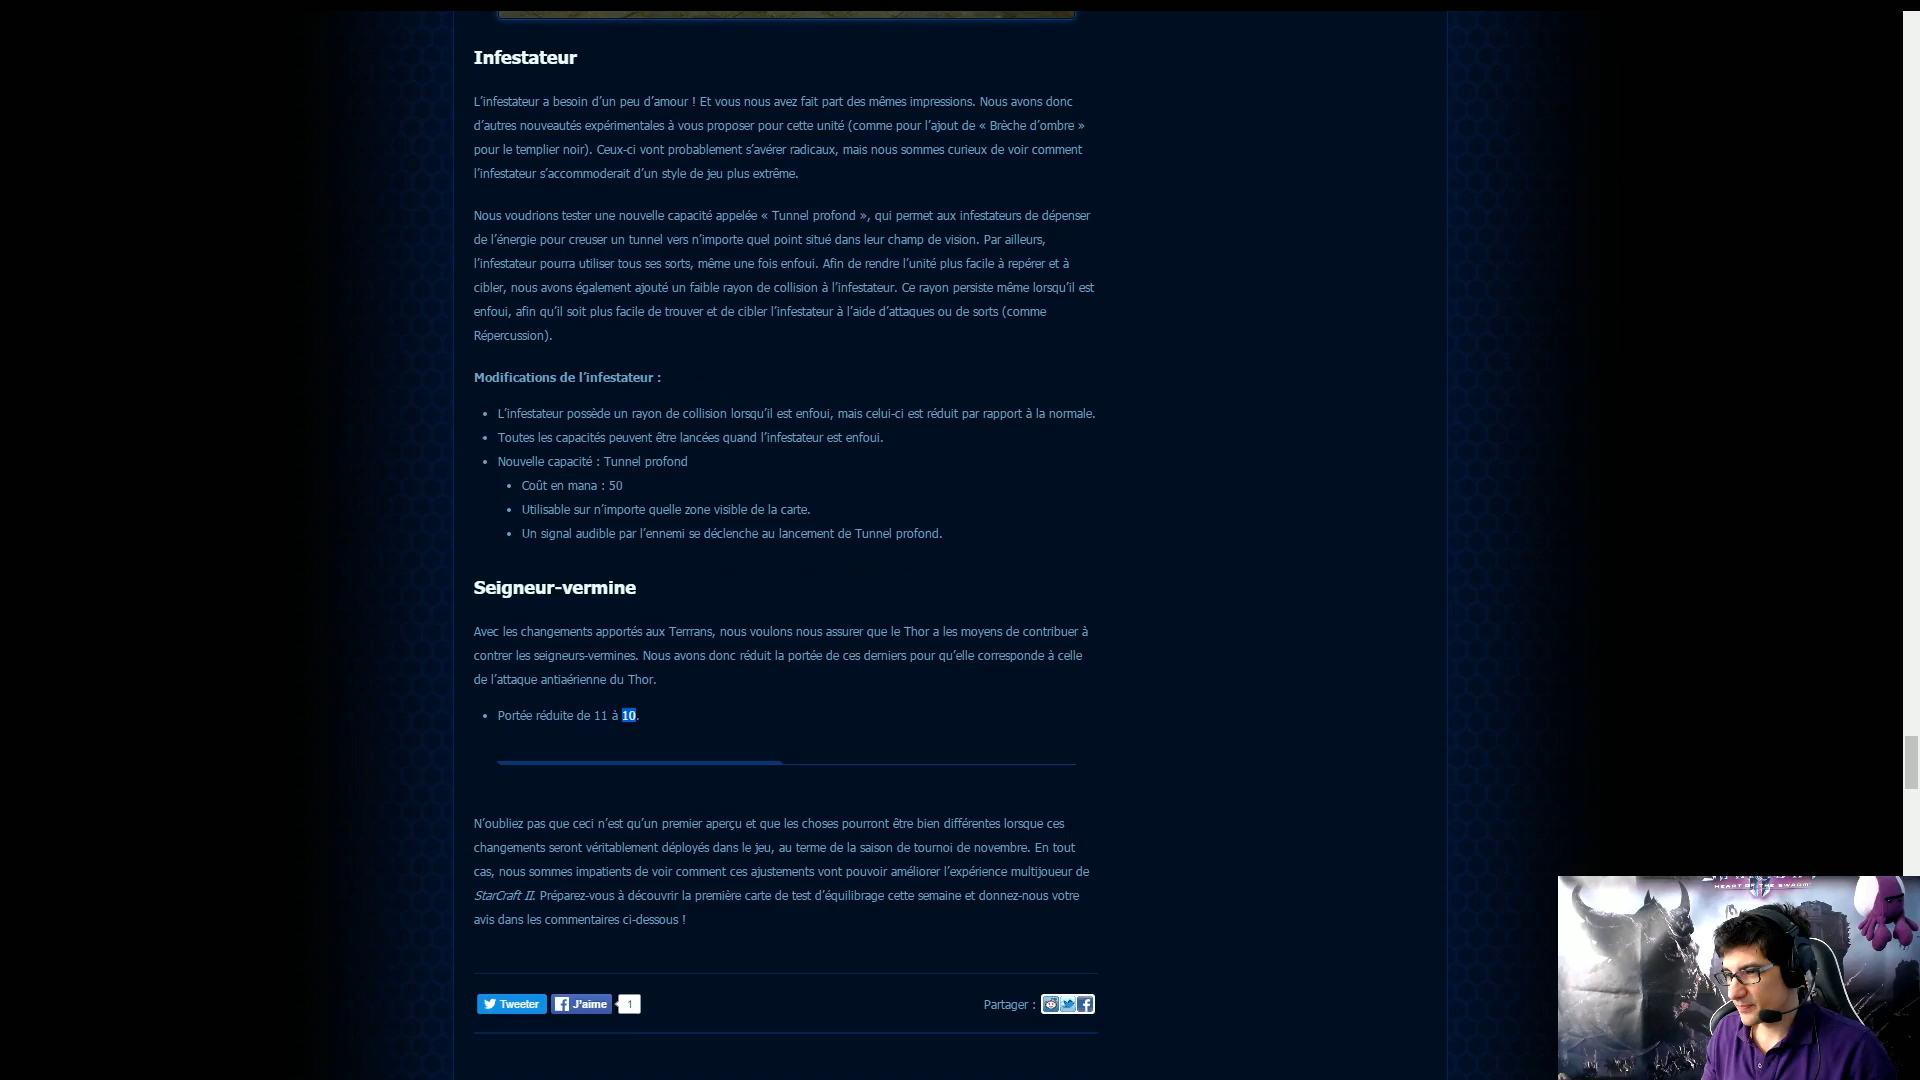 Infestateur
L’infestateur a besoin d’un peu d’amour ! Et vous nous avez fait part des mêmes impressions. Nous avons donc
d’autres nouveautés expérimentales à vous proposer pour cette unité (comme pour l’ajout de « Brèche d’ombre »
pour le templier noir). Ceux-ci vont probablement s’avérer radicaux, mais nous sommes curieux de voir comment
l’infestateur s’accommoderait d’un style de jeu plus extrême.
Nous voudrions tester une nouvelle capacité appelée « Tunnel profond », qui permet aux infestateurs de dépenser
de l’énergie pour creuser un tunnel vers n’importe quel point situé dans leur champ de vision. Par ailleurs,
l’infestateur pourra utiliser tous ses sorts, même une fois enfoui. Afin de rendre l’unité plus facile à repérer et à
cibler, nous avons également ajouté un faible rayon de collision à l’infestateur. Ce rayon persiste même lorsqu’il est
enfoui, afin qu’il soit plus facile de trouver et de cibler l’infestateur à l’aide d’attaques ou de sorts (comme
Répercussion).
Modifications de l’infestateur :
• L’infestateur possède un rayon de collision lorsqu’il est enfoui, mais celui-ci est réduit par rapport à la normale.
• Toutes les capacités peuvent être lancées quand l’infestateur est enfoui.
• Nouvelle capacité : Tunnel profond
• Coût en mana : 50
• Utilisable sur n’importe quelle zone visible de la carte.
• Un signal audible par l’ennemi se déclenche au lancement de Tunnel profond.
Seigneur-vermine
Avec les changements apportés aux Terrrans, nous voulons nous assurer que le Thor a les moyens de contribuer à
contrer les seigneurs-vermines. Nous avons donc réduit la portée de ces derniers pour qu’elle corresponde à celle
de l’attaque antiaérienne du Thor.
• Portée réduite de 11 à 10.
N’oubliez pas que ceci n’est qu’un premier aperçu et que les choses pourront être bien différentes lorsque ces
changements seront véritablement déployés dans le jeu, au terme de la saison de tournoi de novembre. En tout
cas, nous sommes impatients de voir comment ces ajustements vont pouvoir améliorer l’expérience multijoueur de
StarCraft II. Préparez-vous à découvrir la première carte de test d’équilibrage cette semaine et donnez-nous votre
avis dans les commentaires ci-dessous !
Tweeter J’aime 1 Partager :
HEART OF THE SWARM